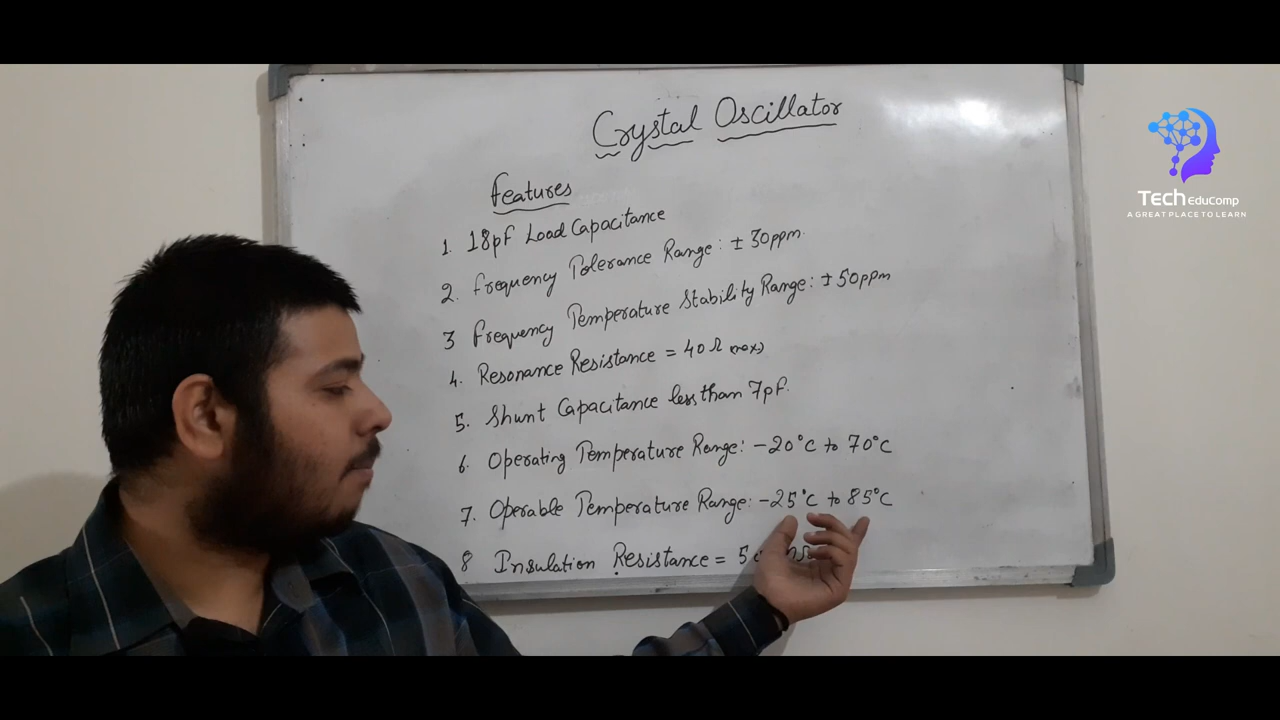 Crystal Oscillator
Features
1. 18pf Load Capacitance
2. Frequency Tolerance Range: ± 30ppm.
3 Frequency Temperature Stability Range: ± 50ppm
4. Resonance Resistance = 40Ω max)
5. Shunt Capacitance less than 7pf.
6 Operating Temperature Range: -20°C to 70°C
7. Operable Temperature Range: -25°C to 85°C
8 Insulation Resistance =
Tech EduComp
A GREAT PLACE TO LEARN